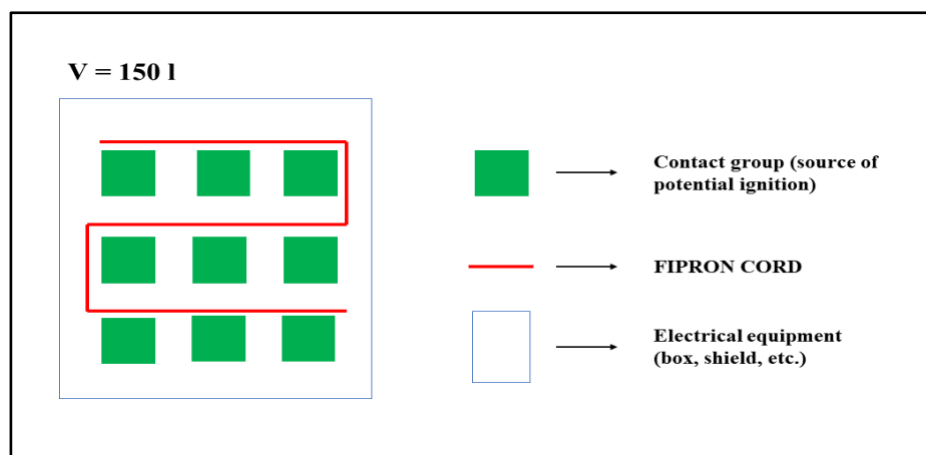 V = 150 l
Contact group (source of
potential ignition)
FIPRON CORD
Electrical equipment
(box, shield, etc.)